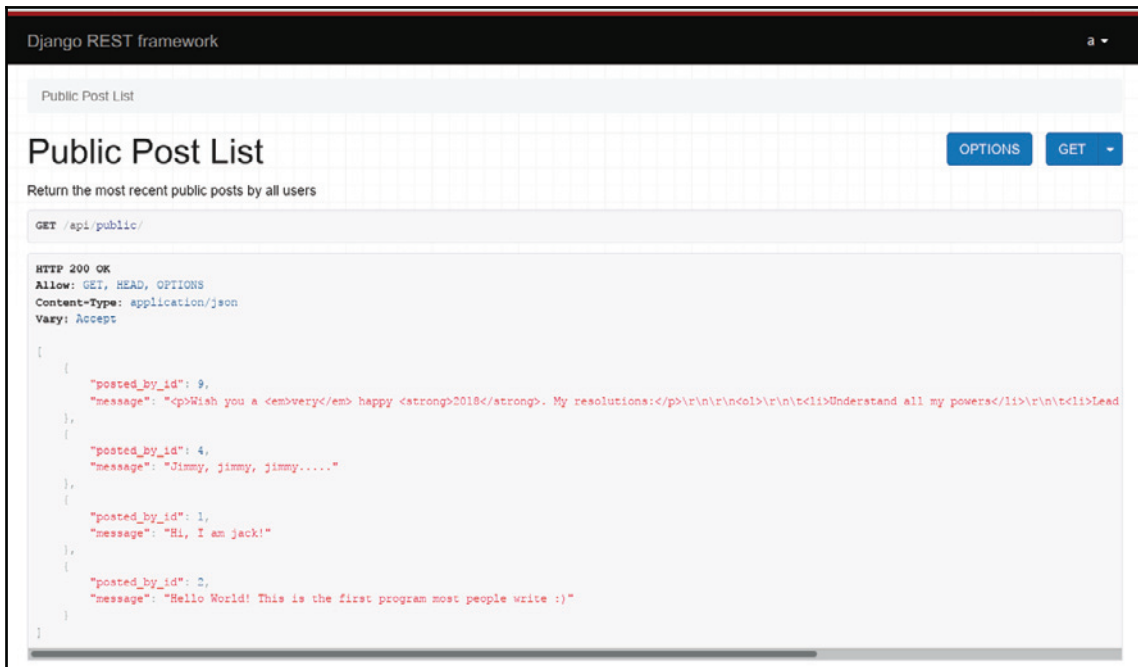 Django REST framework a
Public Post List
Public Post List OPTIONS GET
Return the most recent public posts by all users
GET /api/public/
HTTP 200 OK
Allow: GET, HEAD, OPTIONS
Content-Type: application/json
Vary: Accept
[
{
"posted_by_id": 9,
"message": "<p>Wish you a <em>very</em> happy <strong>2018</strong>. My resolutions:</p>\r\n\r\n<ol>\r\n\t<li>Understand all my powers</li>\r\n\t<li>Lead
},
{
"posted_by_id": 4,
"message": "Jimmy, jimmy, jimmy....."
},
{
"posted_by_id": 1,
"message": "Hi, I am jack!"
},
{
"posted_by_id": 2,
"message": "Hello World! This is the first program most people write :)"
}
]